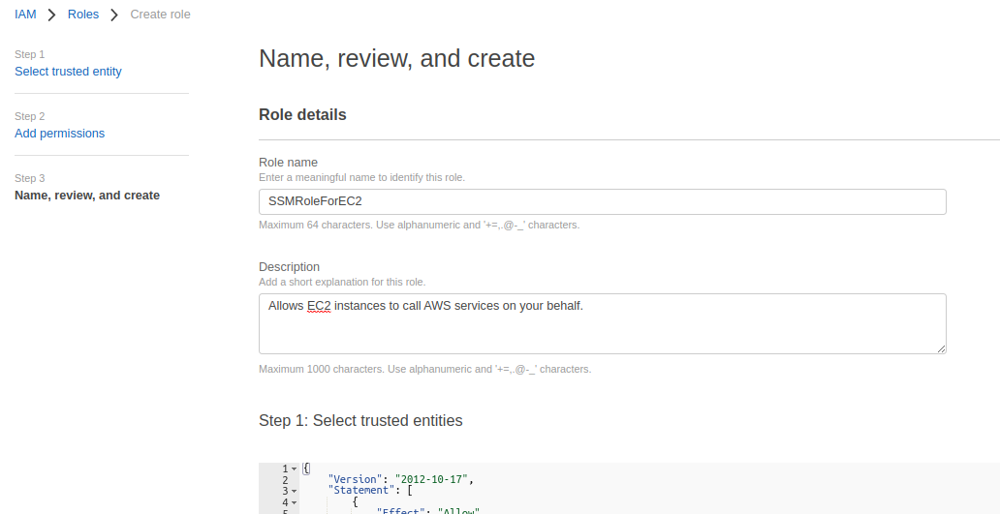 IAM > Roles > Create role
Step 1
Select trusted entity
Step 2
Add permissions
Step 3
Name, review, and create
Name, review, and create
Role details
Role name
Enter a meaningful name to identify this role.
SSMRoleForEC2
Maximum 64 characters. Use alphanumeric and '+=,.@-_' characters.
Description
Add a short explanation for this role.
Allows EC2 instances to call AWS services on your behalf.
Maximum 1000 characters. Use alphanumeric and '+=,.@-_' characters.
Step 1: Select trusted entities
1 {
2 "Version": "2012-10-17",
3 "Statement": [
4 {
5 "Effect": "Allow"